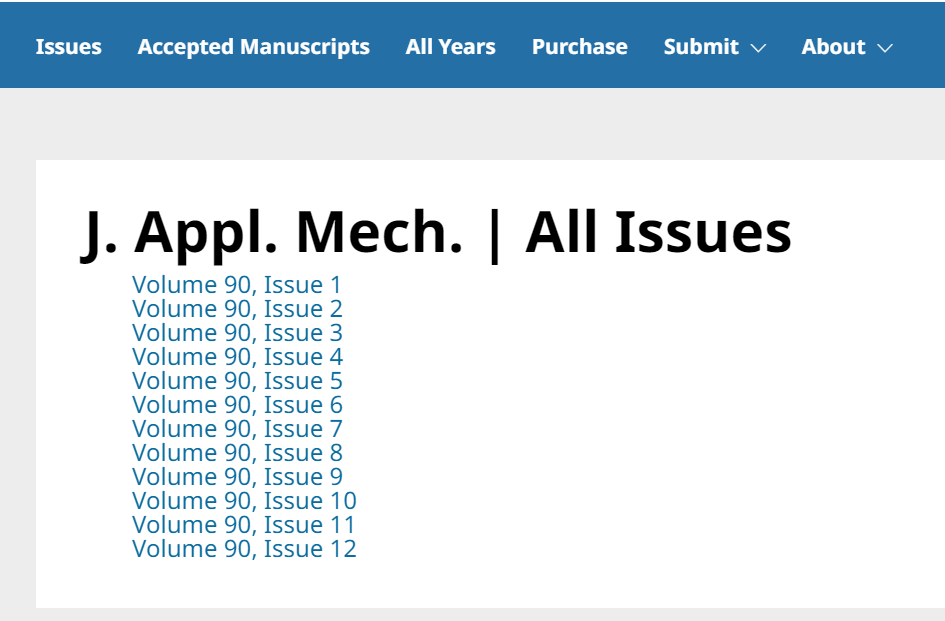 Issues Accepted Manuscripts All Years Purchase Submit About
J. Appl. Mech. | All Issues
Volume 90, Issue 1
Volume 90, Issue 2
Volume 90, Issue 3
Volume 90, Issue 4
Volume 90, Issue 5
Volume 90, Issue 6
Volume 90, Issue 7
Volume 90, Issue 8
Volume 90, Issue 9
Volume 90, Issue 10
Volume 90, Issue 11
Volume 90, Issue 12